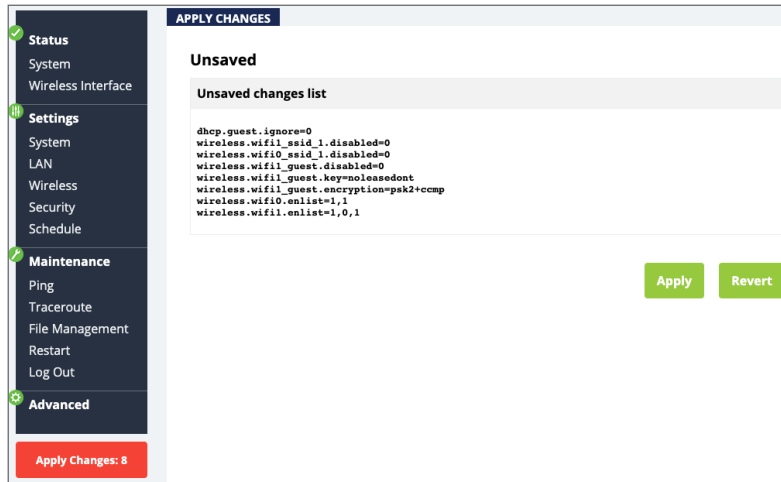 Status
System
Wireless Interface
Settings
System
LAN
Wireless
Security
Schedule
Maintenance
Ping
Traceroute
File Management
Restart
Log Out
Advanced
Apply Changes: 8
APPLY CHANGES
Unsaved
Unsaved changes list
dhcp.guest.ignore=0
wireless.wifi1_ssid_1.disabled=0
wireless.wifi0_ssid_1.disabled=0
wireless.wifi1_guest.disabled=0
wireless.wifi1_guest.key=noleasedont
wireless.wifi1_guest.encryption=psk2+ccmp
wireless.wifi0.enlist=1,1
wireless.wifi1.enlist=1,0,1
Apply Revert